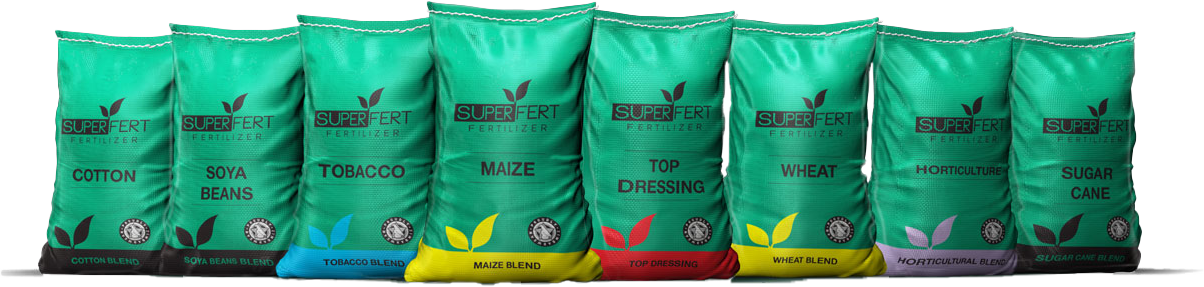 SUPERFERT
FERTILIZER
COTTON
COTTON BLEND
SUPERFERT
FERTILIZER
SOYA
BEANS
SOYA BEANS BLEND
SUPERFERT
FERTILIZER
TOBACCO
TOBACCO BLEND
SUPERFERT
FERTILIZER
MAIZE
MAIZE BLEND
SUPERFERT
FERTILIZER
TOP
DRESSING
TOP DRESSING
SUPERFERT
FERTILIZER
WHEAT
WHEAT BLEND
SUPERFERT
FERTILIZER
HORTICULTURE
HORTICULTURAL BLEND
SUPERFERT
FERTILIZER
SUGAR
CANE
SUGAR CANE BLEND